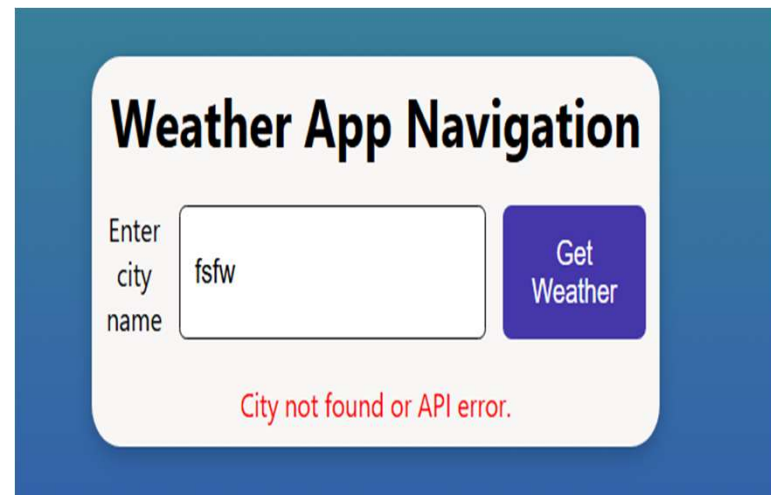 Weather App Navigation
Enter
city
name
fsfw
Get
Weather
City not found or API error.